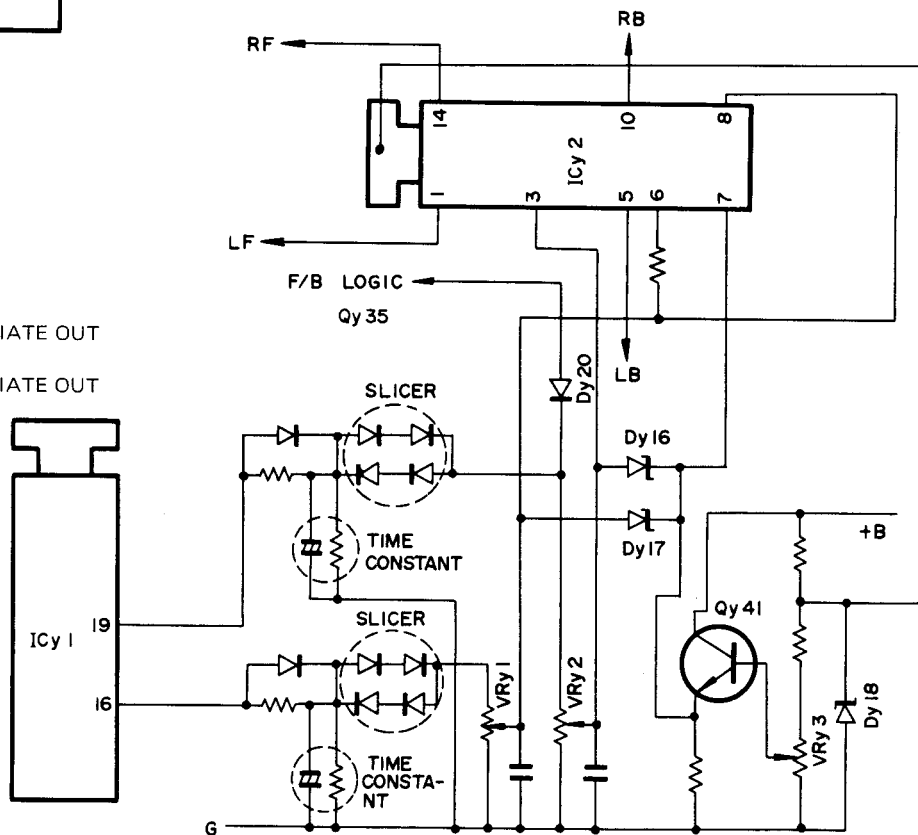 RB
RF
14
10
8
ICy 2
1
3
5
6
7
LF
F/B LOGIC
Qy 35
LB
IATE OUT
IATE OUT
SLICER
Dy 20
Dy 16
Dy 17
TIME
CONSTANT
+B
Qy 41
SLICER
ICy 1
19
16
VRy 1
VRy 2
VRy 3
Dy 18
TIME
CONSTA-
NT
G